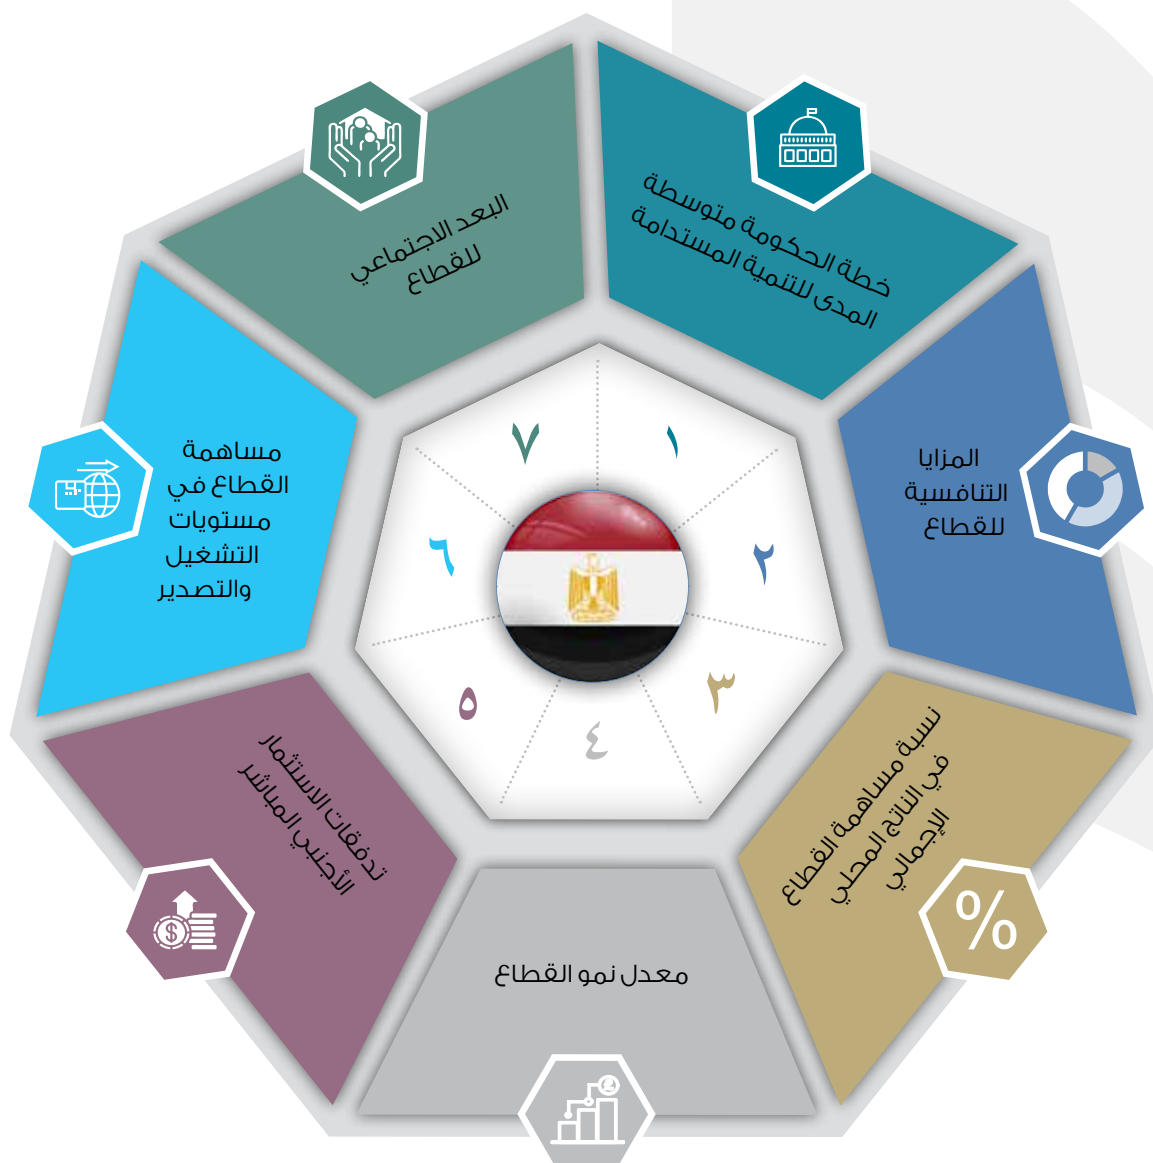 ١
خطة الحكومة متوسطة
المدى للتنمية المستدامة
٢
المزايا
التنافسية
للقطاع
٣
نسبة مساهمة القطاع
في الناتج المحلي
الإجمالي
%
٤
معدل نمو القطاع
٥
تدفقات الاستثمار
الأجنبي المباشر
$
٦
مساهمة
القطاع في
مستويات
التشغيل
والتصدير
٧
البعد الاجتماعي
للقطاع